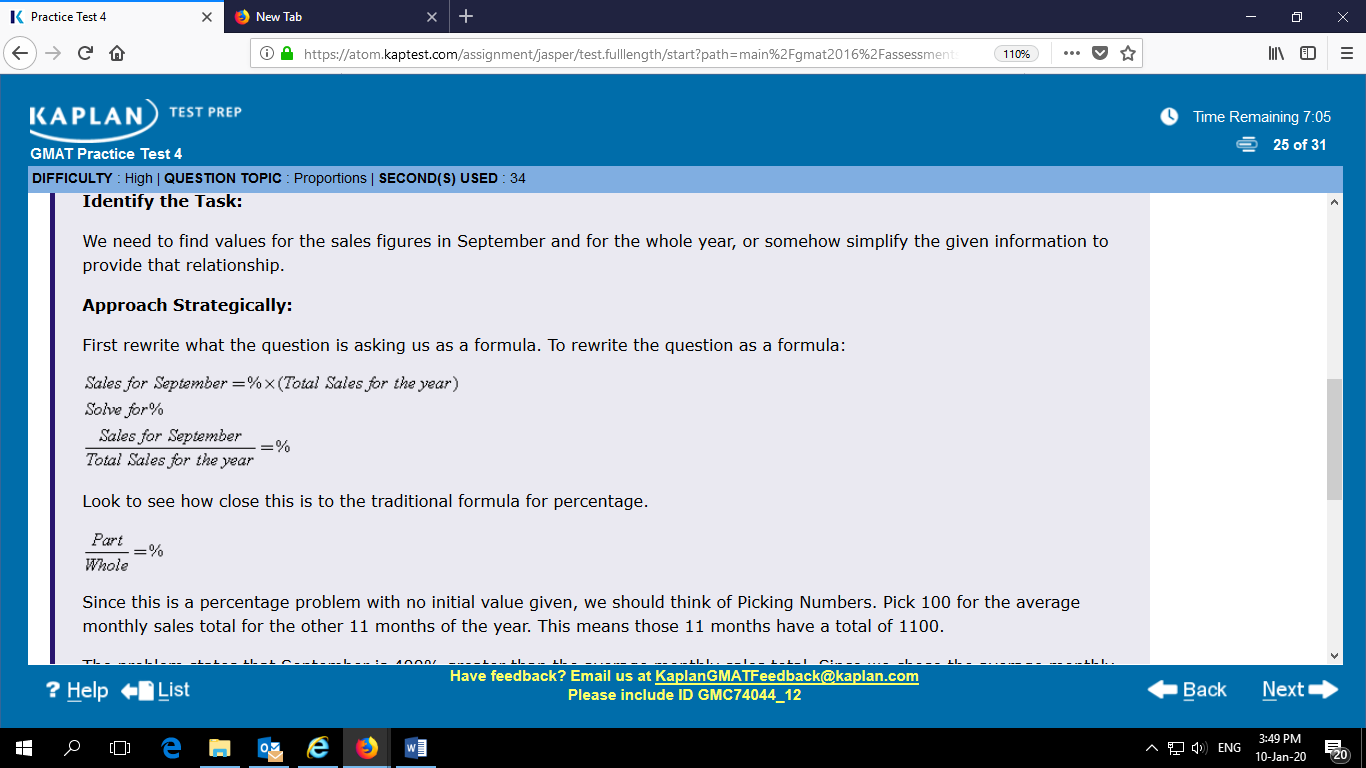 Practice Test 4
New Tab
https://atom.kaptest.com/assignment/jasper/test.fulllength/start?path=main%2Fgmat2016%2Fassessment
110%
KAPLAN TEST PREP
GMAT Practice Test 4
Time Remaining 7:05
25 of 31
DIFFICULTY : High | QUESTION TOPIC : Proportions | SECOND(S) USED : 34
Identify the Task:
We need to find values for the sales figures in September and for the whole year, or somehow simplify the given information to
provide that relationship.
Approach Strategically:
First rewrite what the question is asking us as a formula. To rewrite the question as a formula:
Sales for September =%×(Total Sales for the year)
Solve for%
Sales for September
Total Sales for the year
=%
Look to see how close this is to the traditional formula for percentage.
Part
Whole
=%
Since this is a percentage problem with no initial value given, we should think of Picking Numbers. Pick 100 for the average
monthly sales total for the other 11 months of the year. This means those 11 months have a total of 1100.
Have feedback? Email us at KaplanGMATFeedback@kaplan.com
Please include ID GMC74044_12
? Help
List
Back
Next
ENG
3:49 PM
10-Jan-20
20